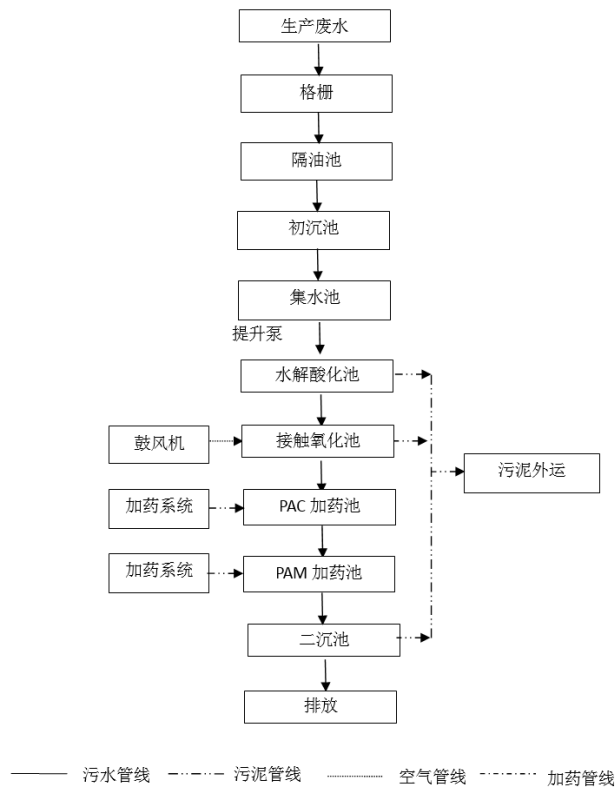 生产废水
格栅
隔油池
初沉池
集水池
提升泵
水解酸化池
鼓风机
接触氧化池
污泥外运
加药系统
PAC 加药池
加药系统
PAM 加药池
二沉池
排放
污水管线
污泥管线
空气管线
加药管线